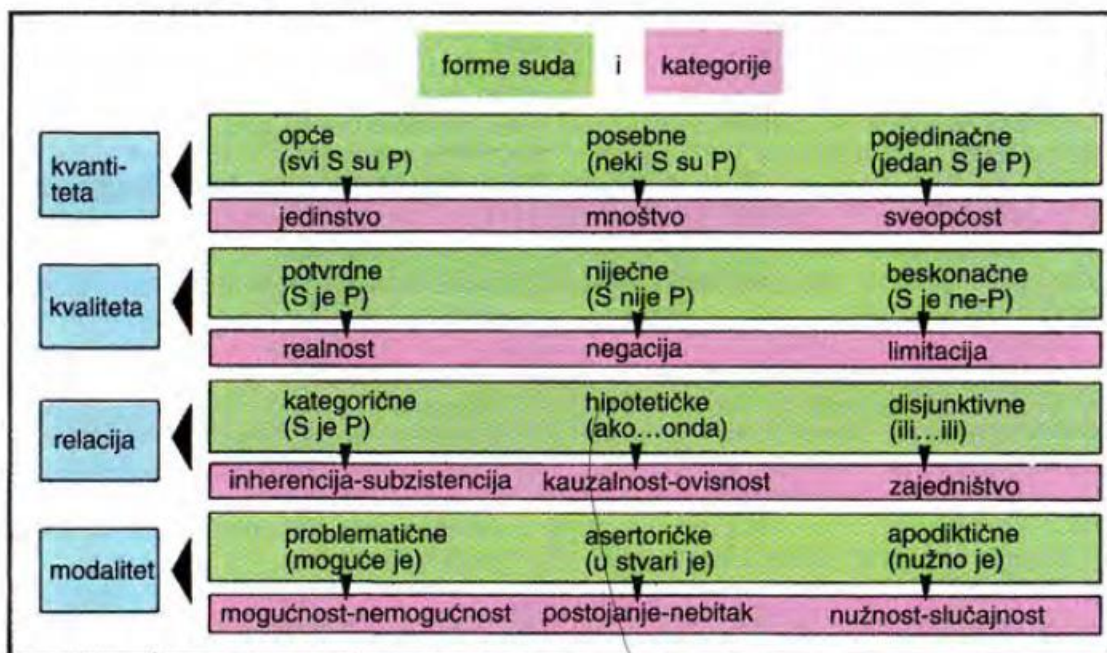 forme suda i kategorije
kvanti-
teta
opće posebne pojedinačne
(svi S su P) (neki S su P) (jedan S je P)
jedinstvo mnoštvo sveopćost
kvaliteta
potvrdne niječne beskonačne
(S je P) (S nije P) (S je ne-P)
realnost negacija limitacija
relacija
kategorične hipotetičke disjunktivne
(S je P) (ako...onda) (ili...ili)
inherencija-subzistencija kauzalnost-ovisnost zajedništvo
modalitet
problematične asertoričke apodiktične
(moguće je) (u stvari je) (nužno je)
mogućnost-nemogućnost postojanje-nebitak nužnost-slučajnost